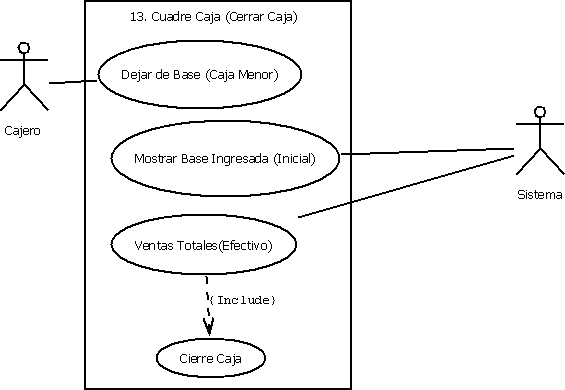 13. Cuadre Caja (Cerrar Caja)
Dejar de Base (Caja Menor)
Cajero
Mostrar Base Ingresada (Inicial)
Sistema
Ventas Totales(Efectivo)
{Include}
Cierre Caja